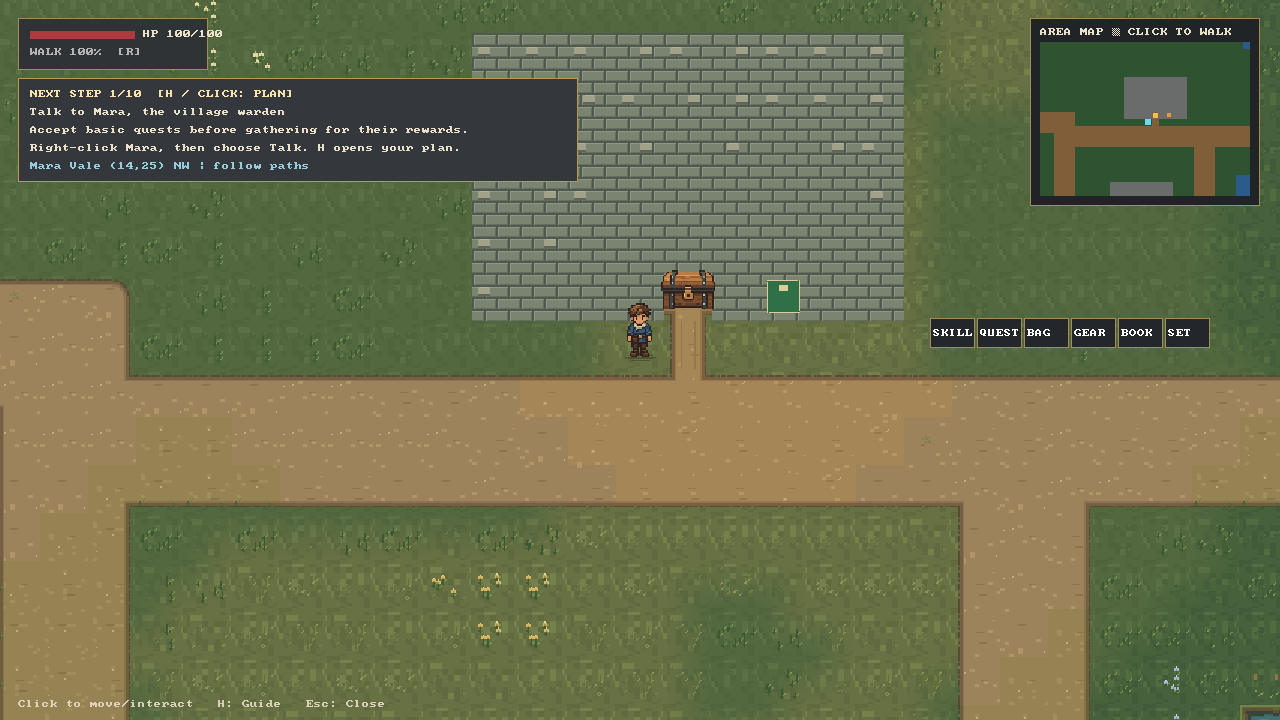 HP 100/100
WALK 100% [R]
NEXT STEP 1/10 [H / CLICK: PLAN]
Talk to Mara, the village warden
Accept basic quests before gathering for their rewards.
Right-click Mara, then choose Talk. H opens your plan.
Mara Vale (14,25) NW ¦ follow paths
AREA MAP ▒ CLICK TO WALK
SKILL QUEST BAG GEAR BOOK SET
Click to move/interact H: Guide Esc: Close